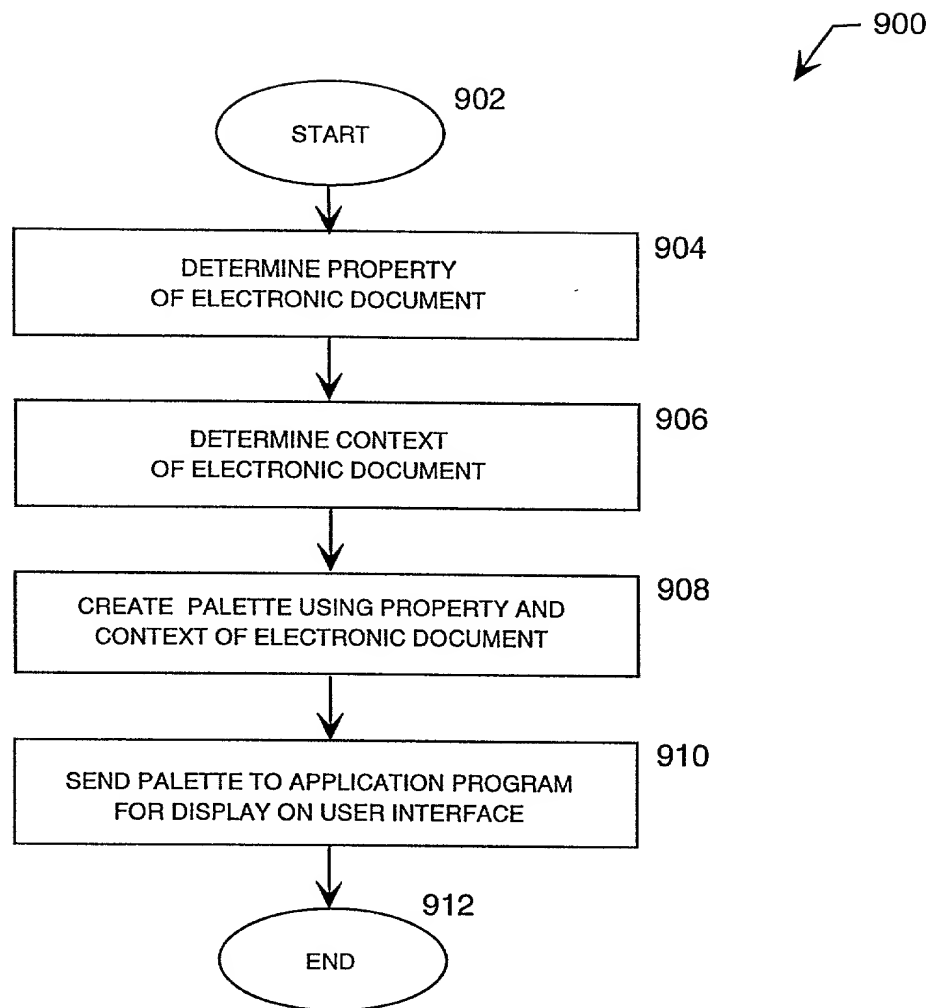 900
902
START
904
DETERMINE PROPERTY
OF ELECTRONIC DOCUMENT
906
DETERMINE CONTEXT
OF ELECTRONIC DOCUMENT
908
CREATE PALETTE USING PROPERTY AND
CONTEXT OF ELECTRONIC DOCUMENT
910
SEND PALETTE TO APPLICATION PROGRAM
FOR DISPLAY ON USER INTERFACE
912
END